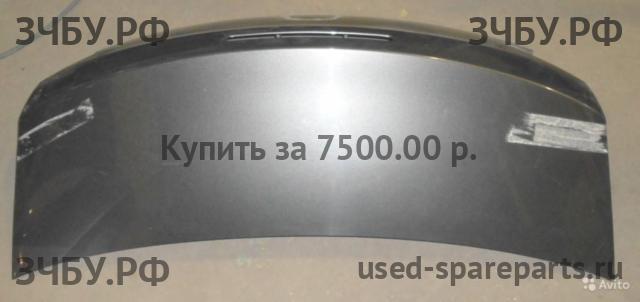 ЗЧБУ.РФ ЗЧБУ.РФ
Купить за 7500.00 р.
ЗЧБУ.РФ used-spareparts.ru
Avito